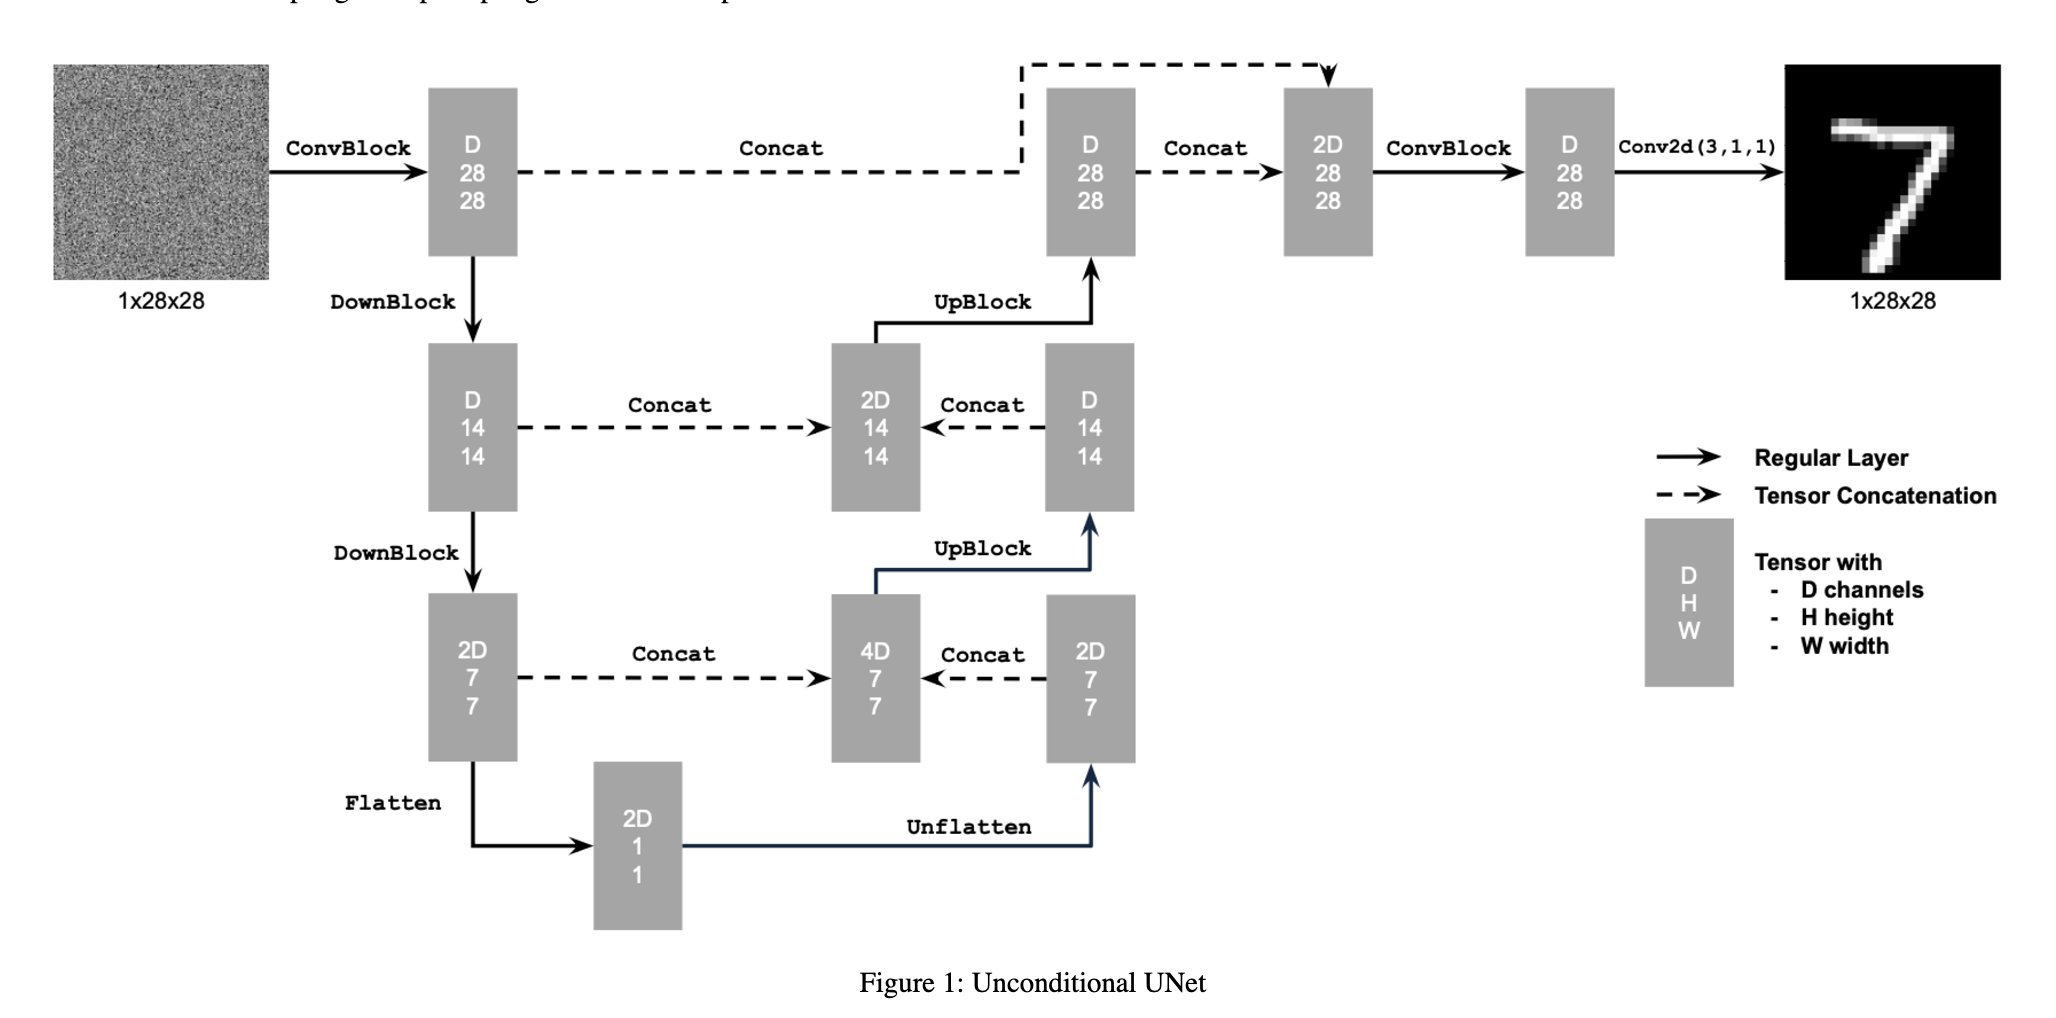 ConvBlock
D
28
28
Concat
D
28
28
Concat
2D
28
28
ConvBlock
D
28
28
Conv2d(3,1,1)
1x28x28
1x28x28
DownBlock
UpBlock
D
14
14
Concat
2D
14
14
Concat
D
14
14
DownBlock
UpBlock
2D
7
7
Concat
4D
7
7
Concat
2D
7
7
Flatten
2D
1
1
Unflatten
Regular Layer
Tensor Concatenation
D
H
W
Tensor with
- D channels
- H height
- W width
Figure 1: Unconditional UNet